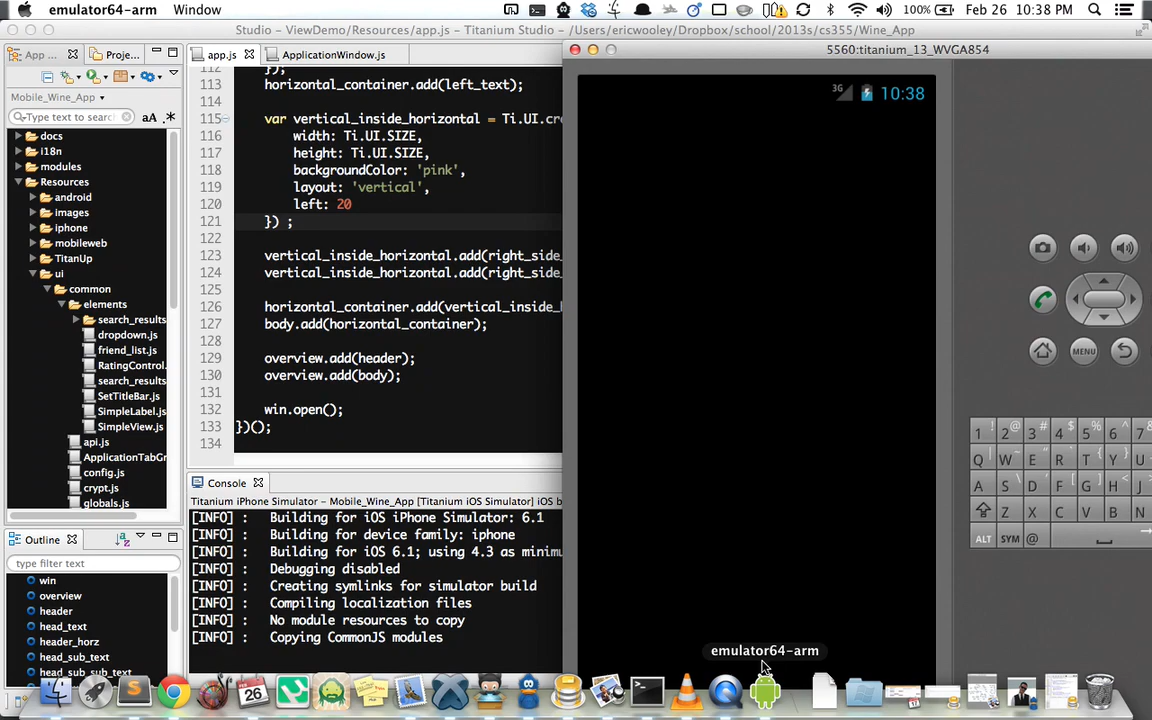 emulator64-arm Window
100% Feb 26 10:38 PM
Studio – ViewDemo/Resources/app.js – Titanium Studio – /Users/ericwooley/Dropbox/school/2013s/cs355/Wine_App
App ...
Proje...
Mobile_Wine_App
Type text to searc
aA .*
docs
i18n
modules
Resources
android
images
iphone
mobileweb
TitanUp
ui
common
elements
search_results
dropdown.js
friend_list.js
RatingControl.
search_results
SetTitleBar.js
SimpleLabel.js
SimpleView.js
api.js
ApplicationTabGr
config.js
crypt.js
globals.js
Outline
type filter text
win
overview
header
head_text
header_horz
head_sub_text
head_sub_sub_text
app.js
ApplicationWindow.js
112 });
113 horizontal_container.add(left_text);
114
115 var vertical_inside_horizontal = Ti.UI.cre
116 width: Ti.UI.SIZE,
117 height: Ti.UI.SIZE,
118 backgroundColor: 'pink',
119 layout: 'vertical',
120 left: 20
121 }) ;
122
123 vertical_inside_horizontal.add(right_side_
124 vertical_inside_horizontal.add(right_side_
125
126 horizontal_container.add(vertical_inside_h
127 body.add(horizontal_container);
128
129 overview.add(header);
130 overview.add(body);
131
132 win.open();
133 })();
134
Console
Titanium iPhone Simulator - Mobile_Wine_App [Titanium iOS Simulator] iOS b
[INFO] : Building for iOS iPhone Simulator: 6.1
[INFO] : Building for device family: iphone
[INFO] : Building for iOS 6.1; using 4.3 as minimu
[INFO] : Debugging disabled
[INFO] : Creating symlinks for simulator build
[INFO] : Compiling localization files
[INFO] : No module resources to copy
[INFO] : Copying CommonJS modules
5560:titanium_13_WVGA854
3G 10:38
MENU
1 ! 2 @ 3 # 4 $ 5 % 6 ^ 7
Q W E R T Y U
A S D F G H J
Z X C V B N
ALT SYM @
emulator64-arm
26
17